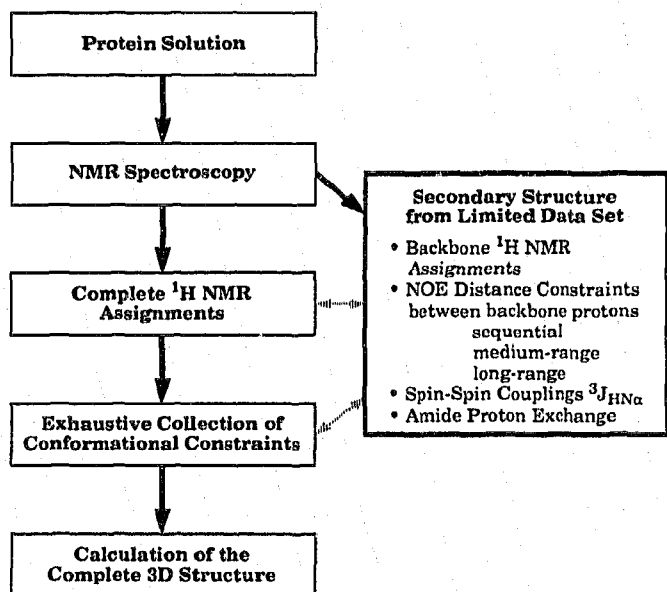 Protein Solution
NMR Spectroscopy
Complete ¹H NMR
Assignments
Exhaustive Collection of
Conformational Constraints
Calculation of the
Complete 3D Structure
Secondary Structure
from Limited Data Set
• Backbone ¹H NMR
Assignments
• NOE Distance Constraints
between backbone protons
sequential
medium-range
long-range
• Spin-Spin Couplings ³J_HNα
• Amide Proton Exchange